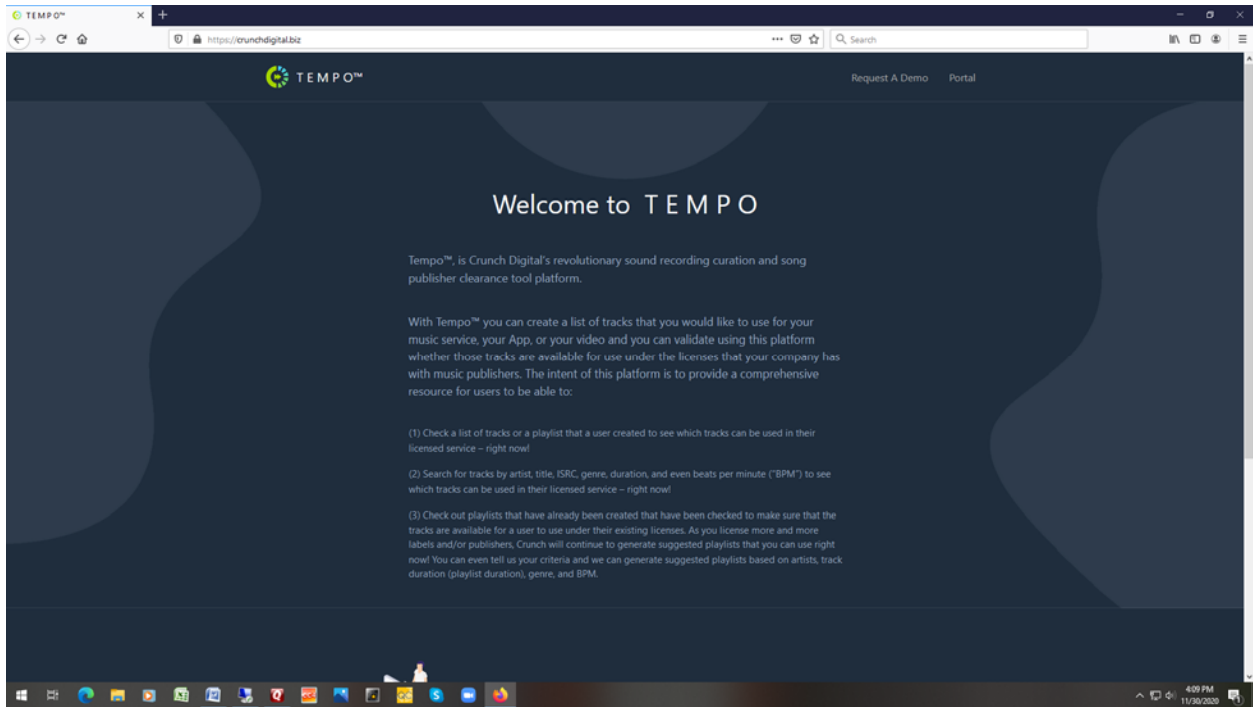 TEMPO™
https://crunchdigital.biz
Search
TEMPO™
Request A Demo
Portal
Welcome to T E M P O
Tempo™, is Crunch Digital's revolutionary sound recording curation and song
publisher clearance tool platform.
With Tempo™ you can create a list of tracks that you would like to use for your
music service, your App, or your video and you can validate using this platform
whether those tracks are available for use under the licenses that your company has
with music publishers. The intent of this platform is to provide a comprehensive
resource for users to be able to:
(1) Check a list of tracks or a playlist that a user created to see which tracks can be used in their
licensed service – right now!
(2) Search for tracks by artist, title, ISRC, genre, duration, and even beats per minute ("BPM") to see
which tracks can be used in their licensed service – right now!
(3) Check out playlists that have already been created that have been checked to make sure that the
tracks are available for a user to use under their existing licenses. As you license more and more
labels and/or publishers, Crunch will continue to generate suggested playlists that you can use right
now! You can even tell us your criteria and we can generate suggested playlists based on artists, track
duration (playlist duration), genre, and BPM.
4:09 PM
11/30/2020